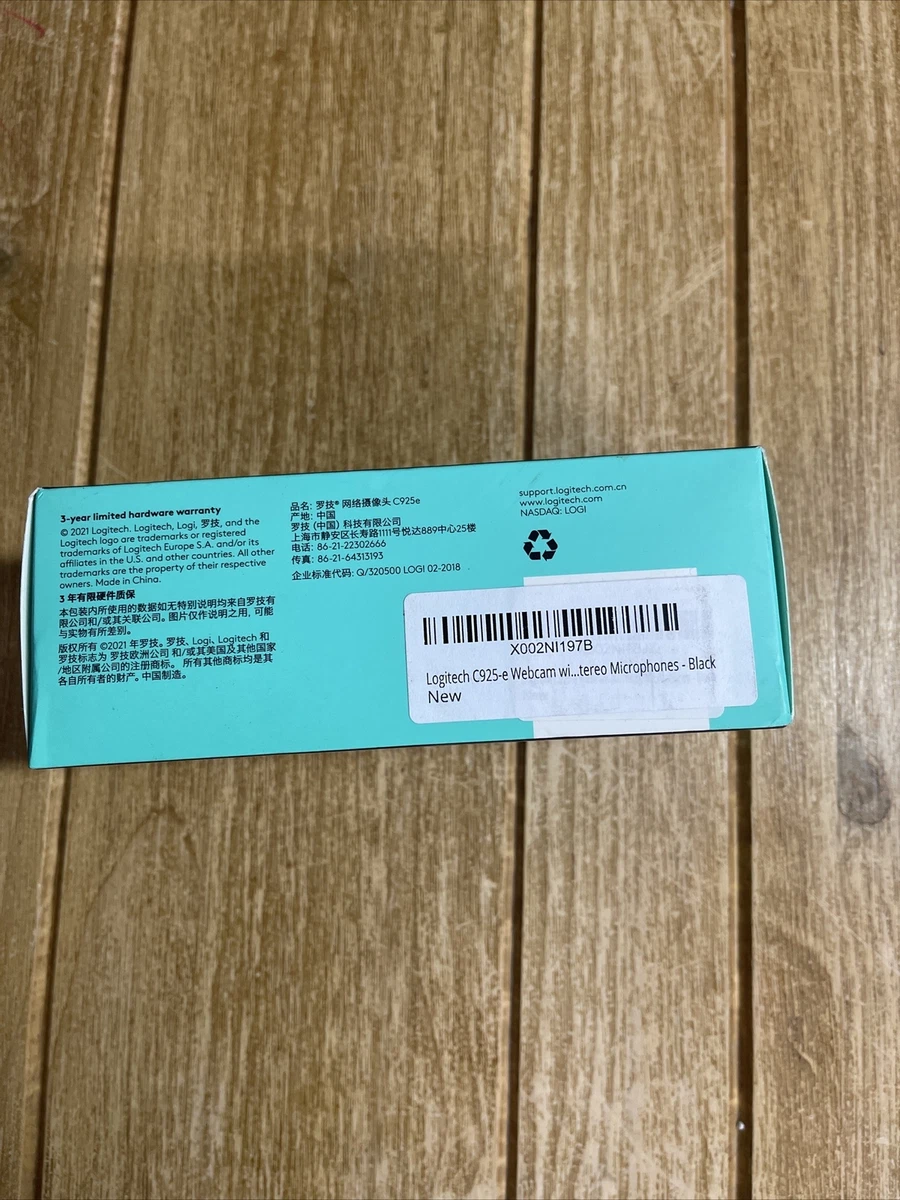 3-year limited hardware warranty
© 2021 Logitech. Logitech, Logi, 罗技, and the
Logitech logo are trademarks or registered
trademarks of Logitech Europe S.A. and/or its
affiliates in the U.S. and other countries. All other
trademarks are the property of their respective
owners. Made in China.
3 年有限硬件质保
本包装内所使用的数据如无特别说明均来自罗技有
限公司和/或其关联公司。图片仅作说明之用, 可能
与实物有所差别。
版权所有 ©2021 年罗技。罗技、Logi、Logitech 和
罗技标志为 罗技欧洲公司 和/或其美国及其他国家
/地区附属公司的注册商标。 所有其他商标均是其
各自所有者的财产。中国制造。
品名: 罗技® 网络摄像头 C925e
产地: 中国
罗技 (中国) 科技有限公司
上海市静安区长寿路1111号悦达889中心25楼
电话: 86-21-22302666
传真: 86-21-64313193
企业标准代码: Q/320500 LOGI 02-2018
support.logitech.com.cn
www.logitech.com
NASDAQ: LOGI
X002NI197B
Logitech C925-e Webcam wi...tereo Microphones - Black
New